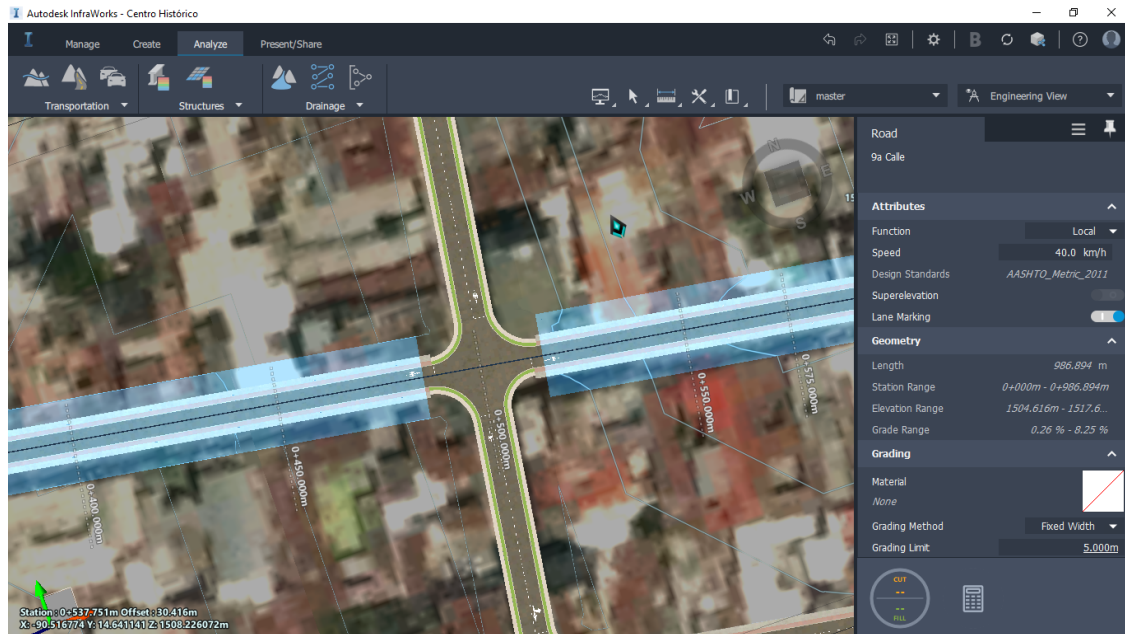 Autodesk InfraWorks - Centro Histórico
Manage Create Analyze Present/Share
Transportation Structures Drainage
master Engineering View
Road
9a Calle
Attributes
Function Local
Speed 40.0 km/h
Design Standards AASHTO_Metric_2011
Superelevation
Lane Marking
Geometry
Length 986.894 m
Station Range 0+000m - 0+986.894m
Elevation Range 1504.616m - 1517.6...
Grade Range 0.26 % - 8.25 %
Grading
Material
None
Grading Method Fixed Width
Grading Limit 5.000m
CUT
--
--
FILL
N
E
W
S
15
0+400.000m
0+450.000m
0+500.000m
0+550.000m
0+575.000m
Station : 0+537.751m Offset :30.416m
X: -90.516774 Y: 14.641141 Z: 1508.226072m